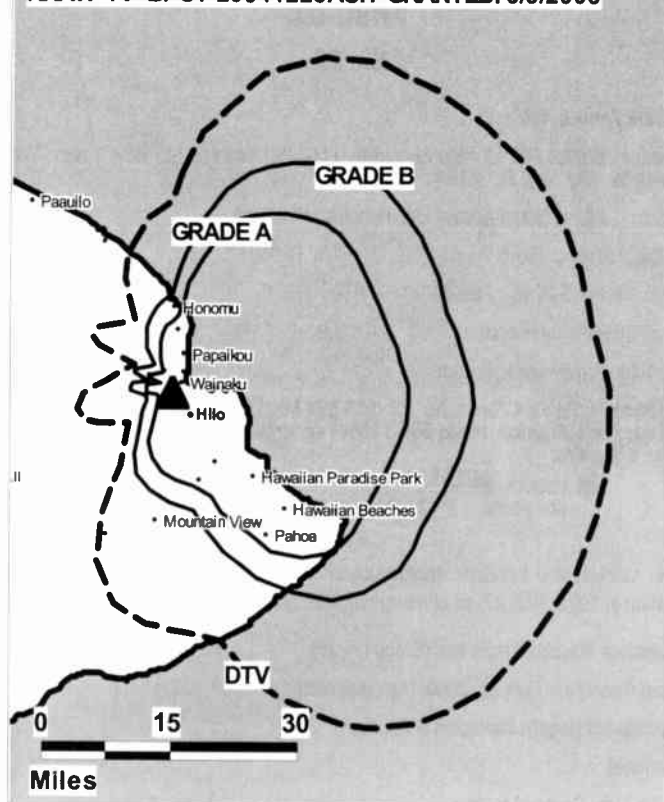 GRADE B
GRADE A
Paauilo
Honomu
Papaikou
Wainaku
Hilo
Hawaiian Paradise Park
Hawaiian Beaches
Mountain View
Pahoa
DTV
0 15 30
Miles